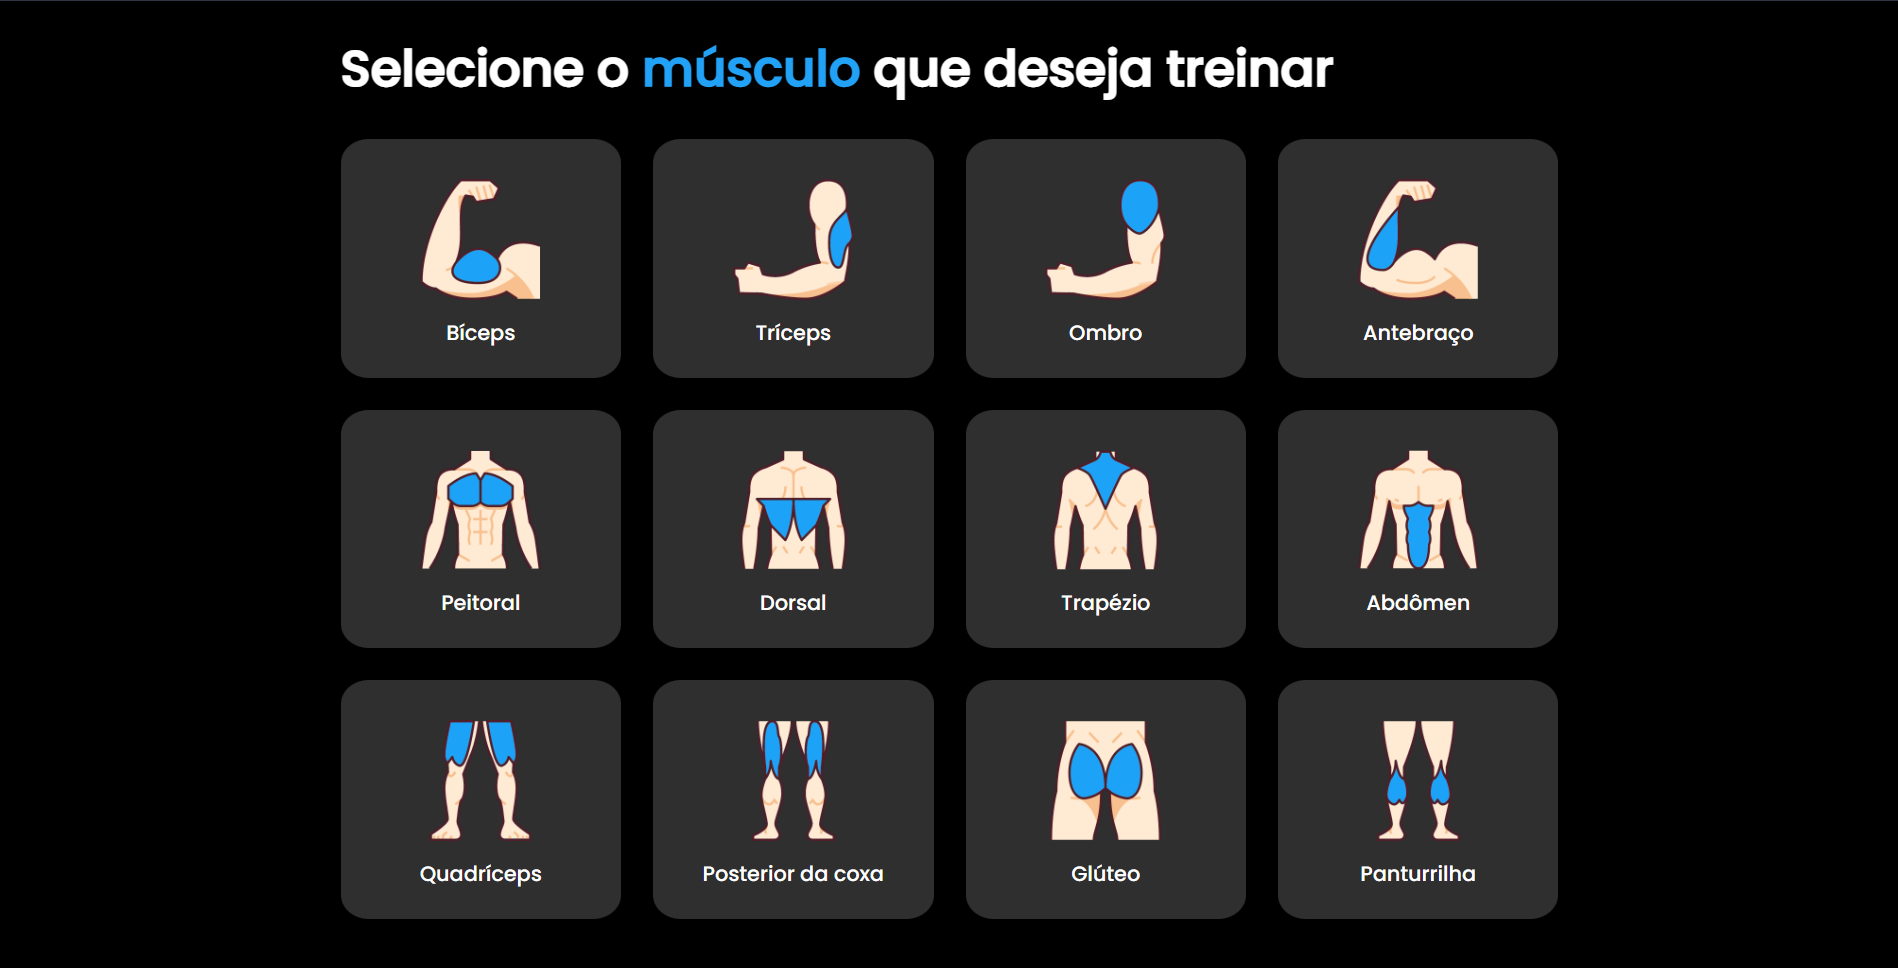 Selecione o músculo que deseja treinar
Bíceps
Tríceps
Ombro
Antebraço
Peitoral
Dorsal
Trapézio
Abdômen
Quadríceps
Posterior da coxa
Glúteo
Panturrilha